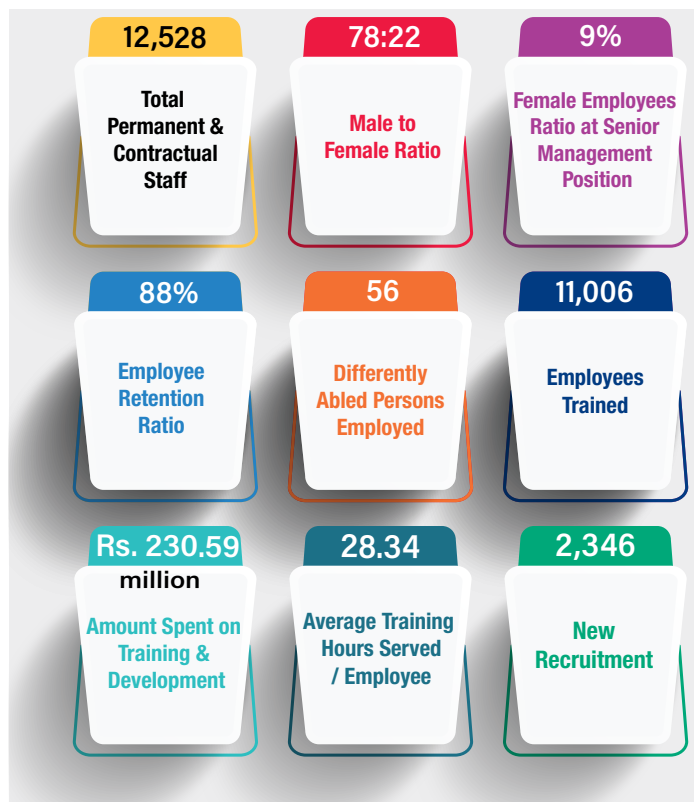 12,528
Total
Permanent &
Contractual
Staff
78:22
Male to
Female Ratio
9%
Female Employees
Ratio at Senior
Management
Position
88%
Employee
Retention
Ratio
56
Differently
Abled Persons
Employed
11,006
Employees
Trained
Rs. 230.59
million
Amount Spent on
Training &
Development
28.34
Average Training
Hours Served
/ Employee
2,346
New
Recruitment